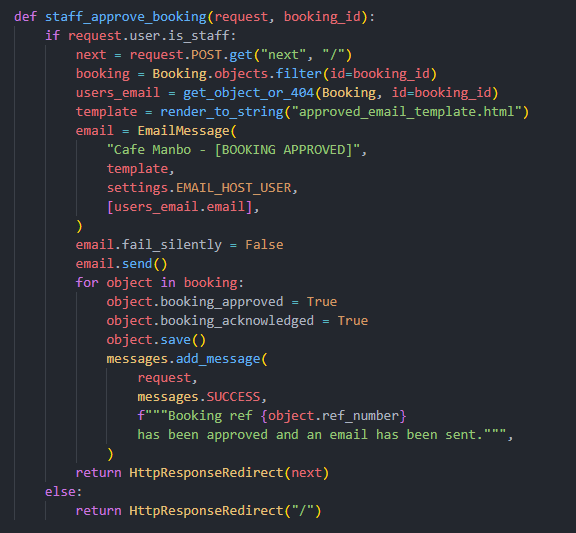 def staff_approve_booking(request, booking_id):
    if request.user.is_staff:
        next = request.POST.get("next", "/")
        booking = Booking.objects.filter(id=booking_id)
        users_email = get_object_or_404(Booking, id=booking_id)
        template = render_to_string("approved_email_template.html")
        email = EmailMessage(
            "Cafe Manbo - [BOOKING APPROVED]",
            template,
            settings.EMAIL_HOST_USER,
            [users_email.email],
        )
        email.fail_silently = False
        email.send()
        for object in booking:
            object.booking_approved = True
            object.booking_acknowledged = True
            object.save()
            messages.add_message(
                request,
                messages.SUCCESS,
                f"""Booking ref {object.ref_number}
                has been approved and an email has been sent.""",
            )
        return HttpResponseRedirect(next)
    else:
        return HttpResponseRedirect("/")